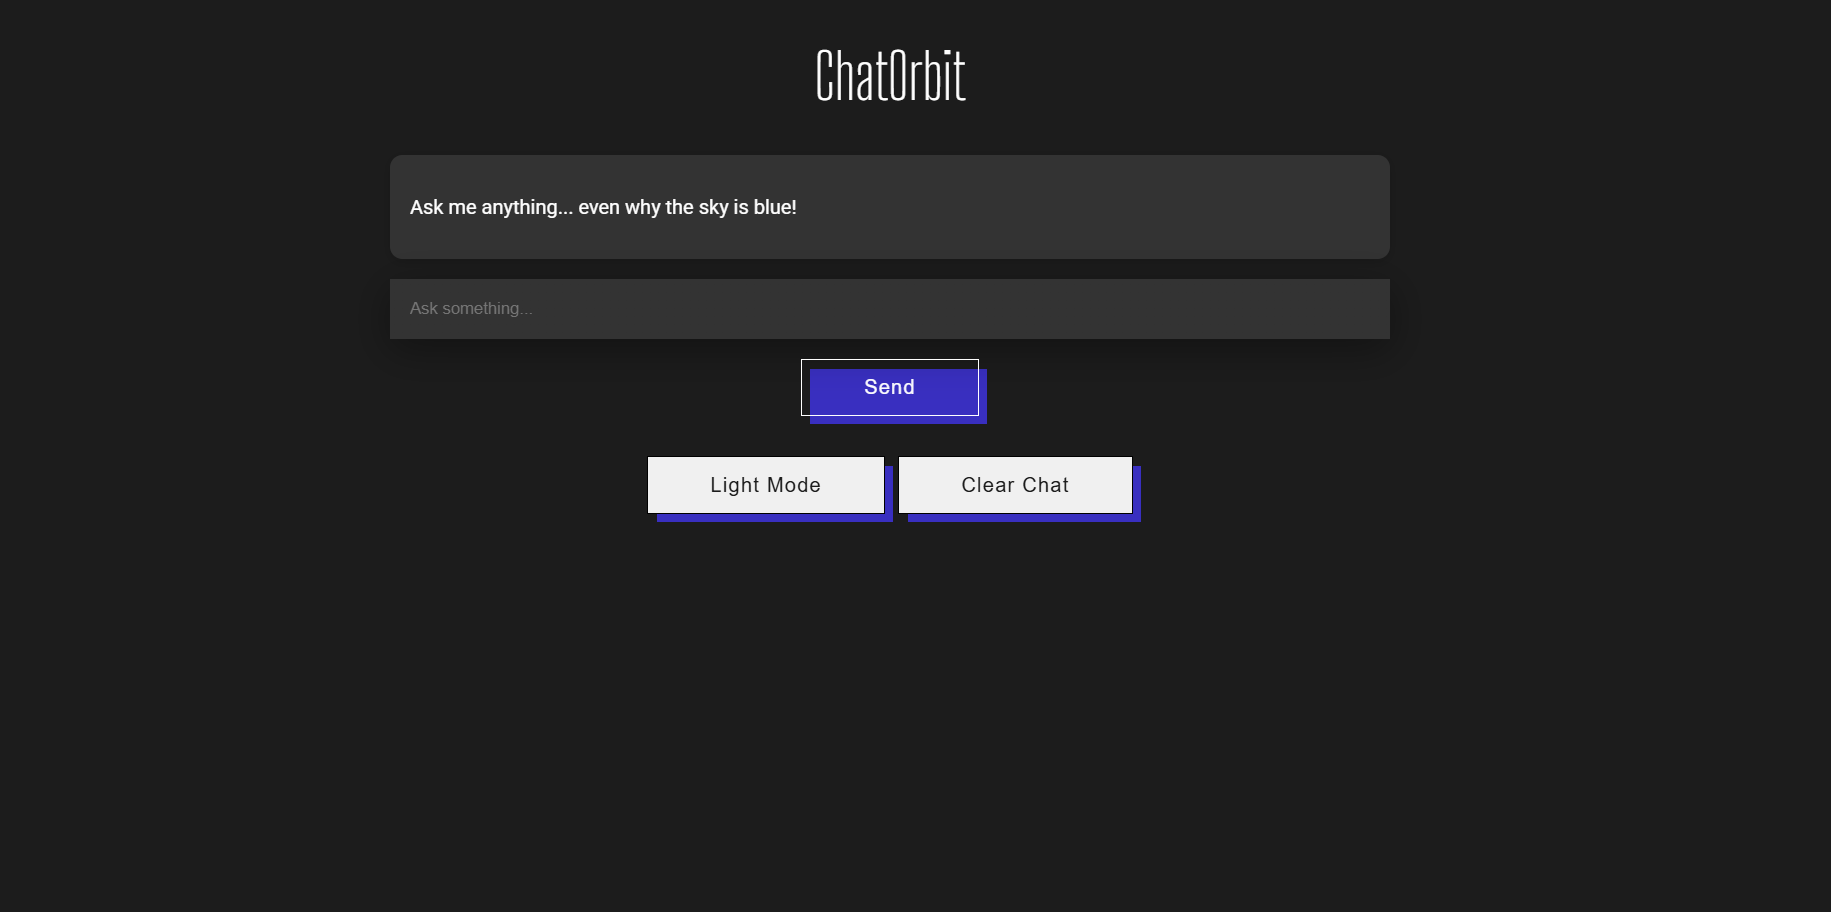 ChatOrbit
Ask me anything... even why the sky is blue!
Ask something...
Send
Light Mode
Clear Chat